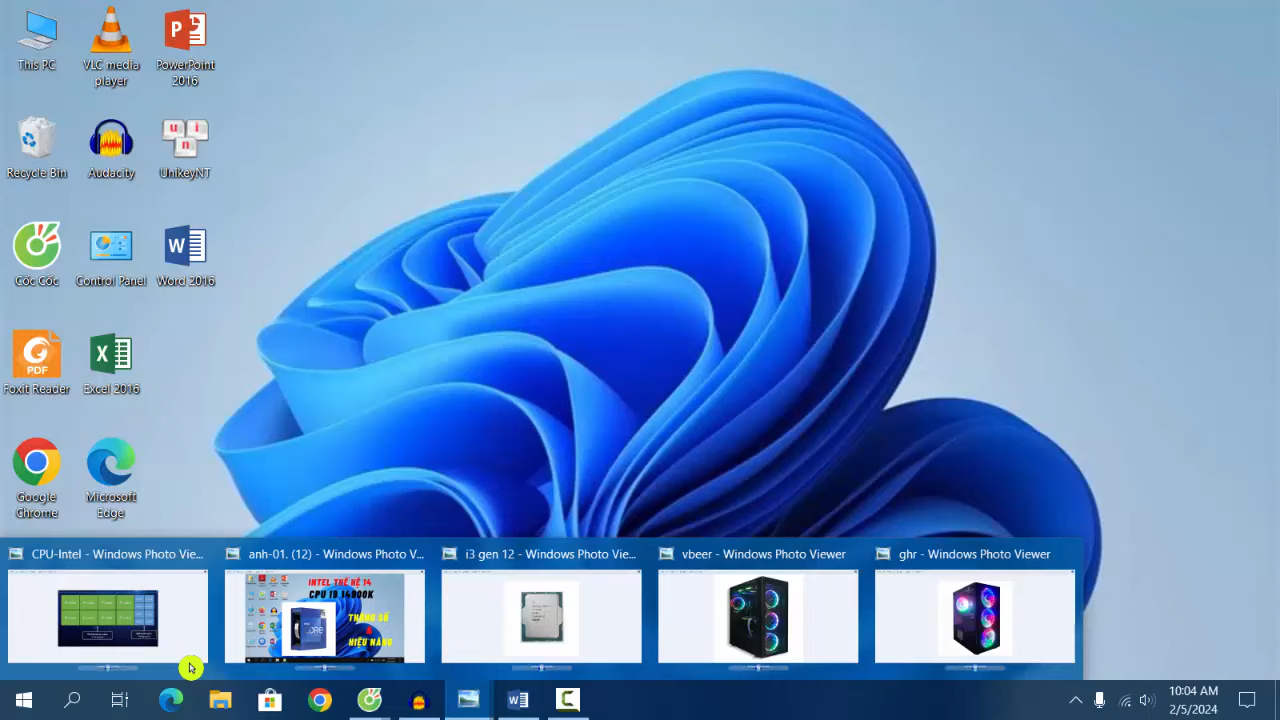 This PC
VLC media player
PowerPoint 2016
Recycle Bin
Audacity
UnikeyNT
Cốc Cốc
Control Panel
Word 2016
PDF
Foxit Reader
Excel 2016
Google Chrome
Microsoft Edge
CPU-Intel - Windows Photo Vie...
anh-01. (12) - Windows Photo V...
i3 gen 12 - Windows Photo Vie...
vbeer - Windows Photo Viewer
ghr - Windows Photo Viewer
INTEL THẾ HỆ 14
CPU I9 14900K
THÔNG SỐ
&
HIỆU NĂNG
CORE
10:04 AM
2/5/2024